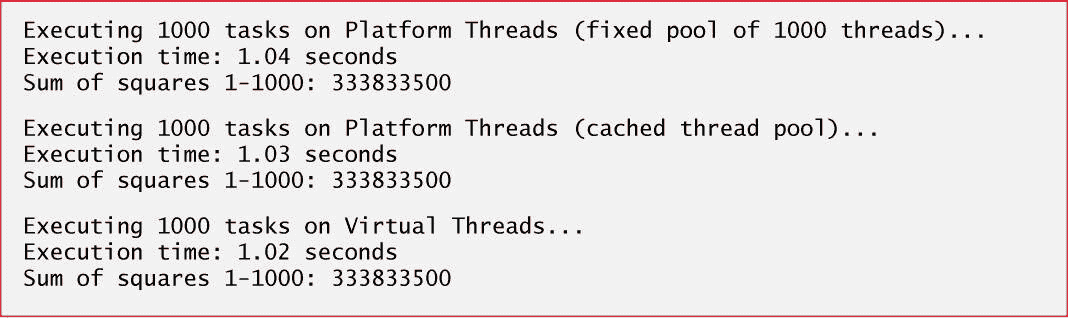 Executing 1000 tasks on Platform Threads (fixed pool of 1000 threads)...
Execution time: 1.04 seconds
Sum of squares 1-1000: 333833500
Executing 1000 tasks on Platform Threads (cached thread pool)...
Execution time: 1.03 seconds
Sum of squares 1-1000: 333833500
Executing 1000 tasks on Virtual Threads...
Execution time: 1.02 seconds
Sum of squares 1-1000: 333833500